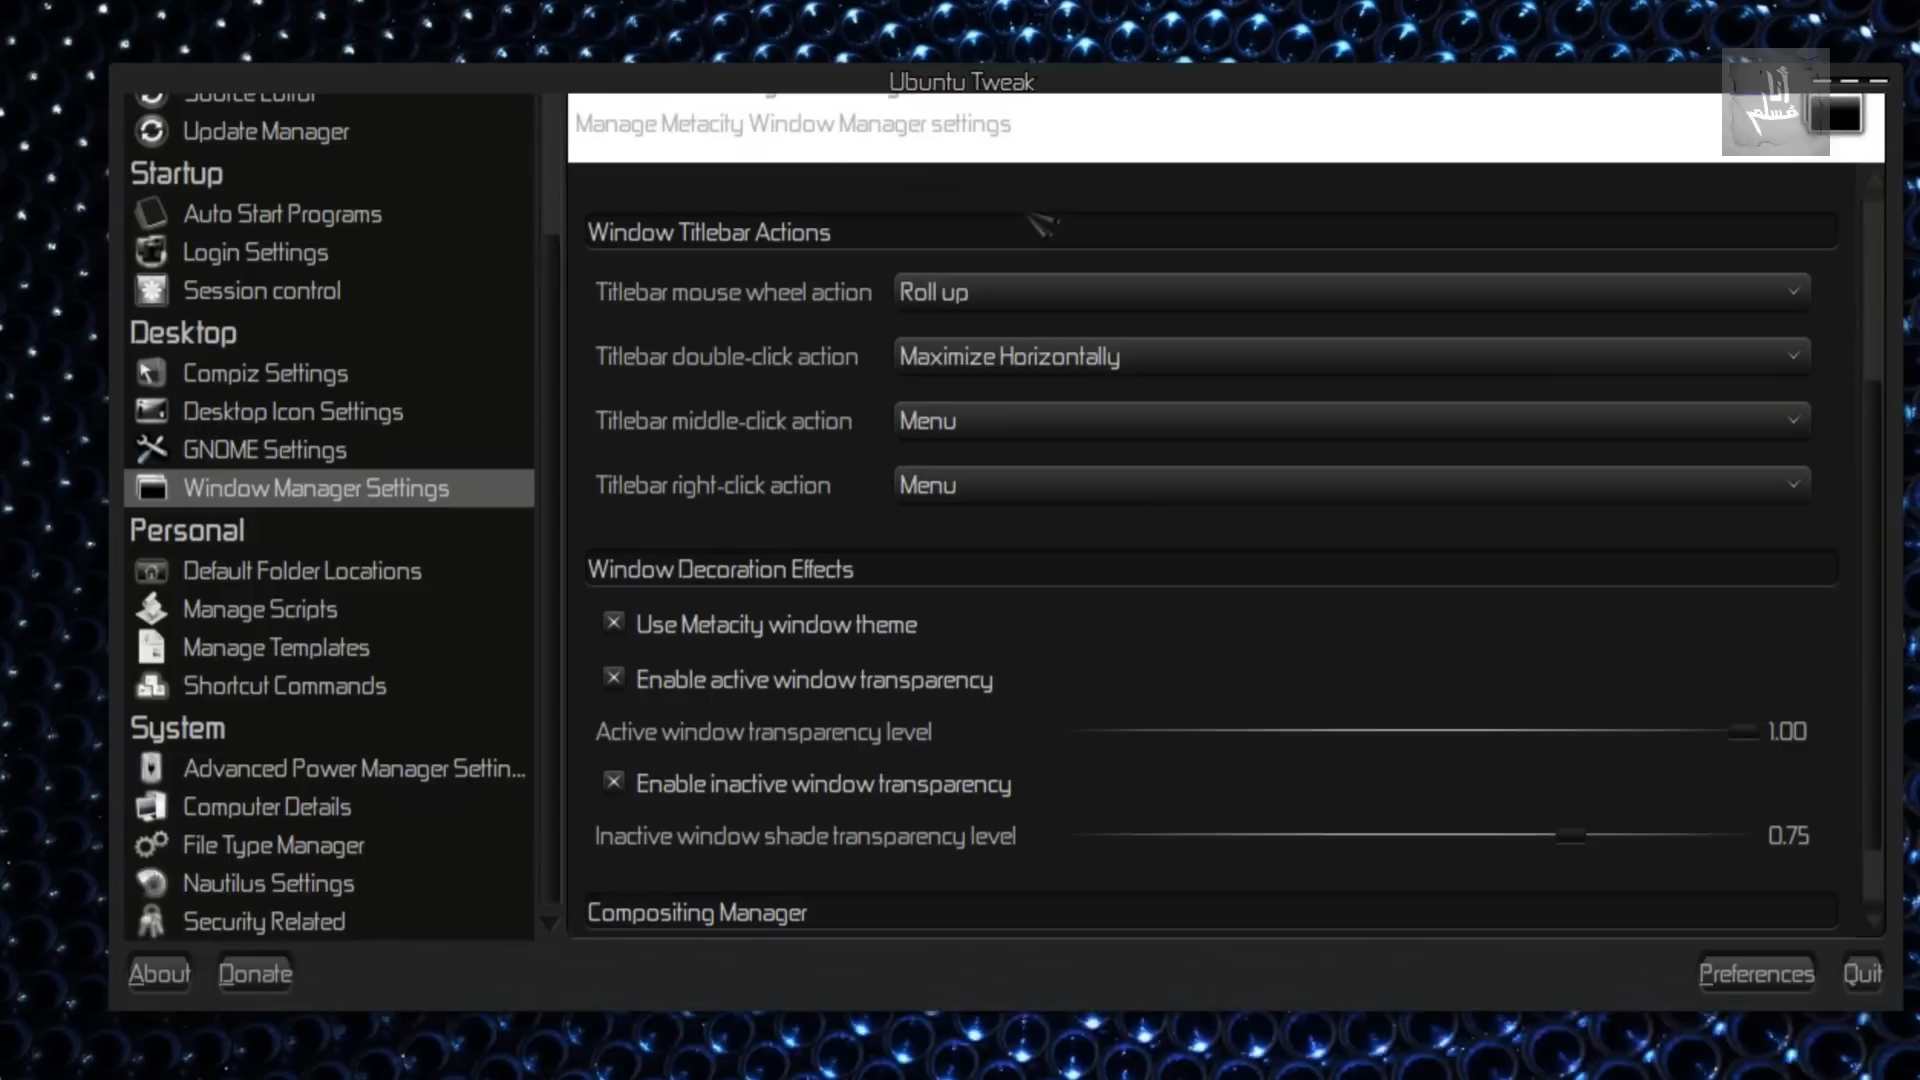 Ubuntu Tweak
Source Editor
Update Manager
Startup
Auto Start Programs
Login Settings
Session control
Desktop
Compiz Settings
Desktop Icon Settings
GNOME Settings
Window Manager Settings
Personal
Default Folder Locations
Manage Scripts
Manage Templates
Shortcut Commands
System
Advanced Power Manager Settin...
Computer Details
File Type Manager
Nautilus Settings
Security Related
Manage Metacity Window Manager settings
أنا
مسلم
Window Titlebar Actions
Titlebar mouse wheel action Roll up
Titlebar double-click action Maximize Horizontally
Titlebar middle-click action Menu
Titlebar right-click action Menu
Window Decoration Effects
Use Metacity window theme
Enable active window transparency
Active window transparency level 1.00
Enable inactive window transparency
Inactive window shade transparency level 0.75
Compositing Manager
About Donate Preferences Quit